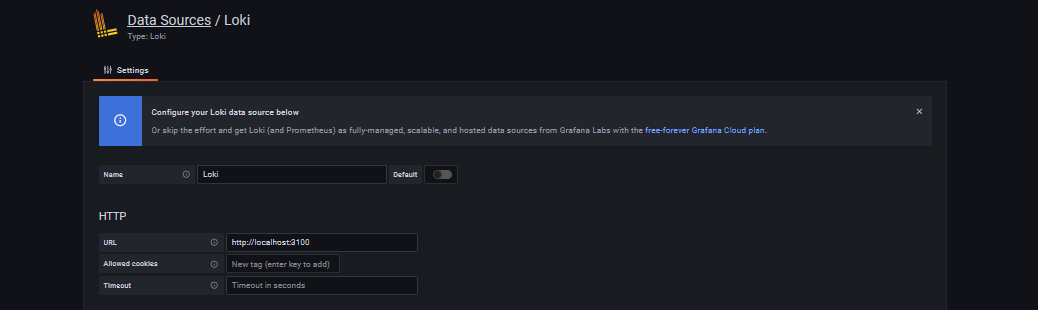 Data Sources / Loki
Type: Loki
Settings
Configure your Loki data source below
Or skip the effort and get Loki (and Prometheus) as fully-managed, scalable, and hosted data sources from Grafana Labs with the free-forever Grafana Cloud plan.
Name Loki Default
HTTP
URL http://localhost:3100
Allowed cookies New tag (enter key to add)
Timeout Timeout in seconds